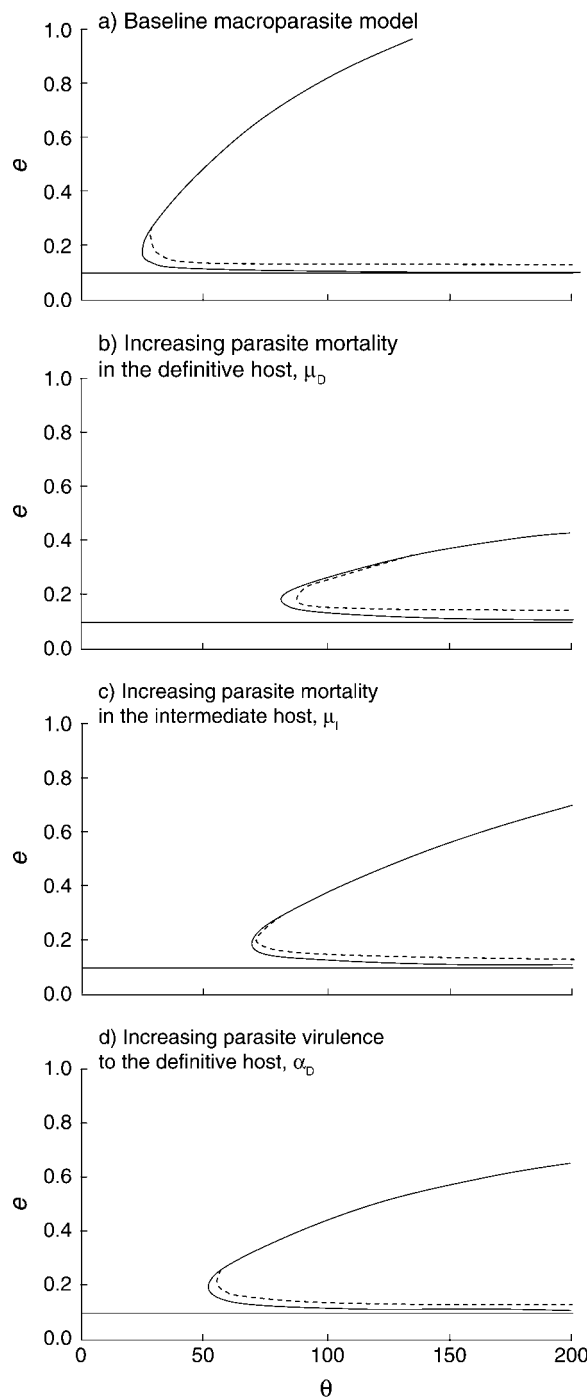 a) Baseline macroparasite model
1.0
0.8
0.6
0.4
0.2
0.0
e
b) Increasing parasite mortality
in the definitive host, μD
1.0
0.8
0.6
0.4
0.2
0.0
e
c) Increasing parasite mortality
in the intermediate host, μI
1.0
0.8
0.6
0.4
0.2
0.0
e
d) Increasing parasite virulence
to the definitive host, αD
1.0
0.8
0.6
0.4
0.2
0.0
e
0 50 100 150 200
θ